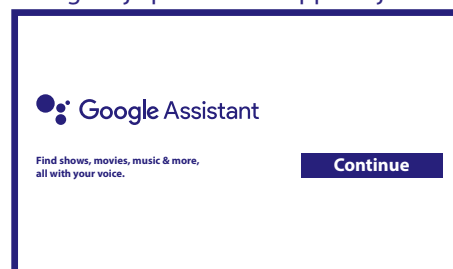 Google Assistant
Find shows, movies, music & more,
all with your voice.
Continue